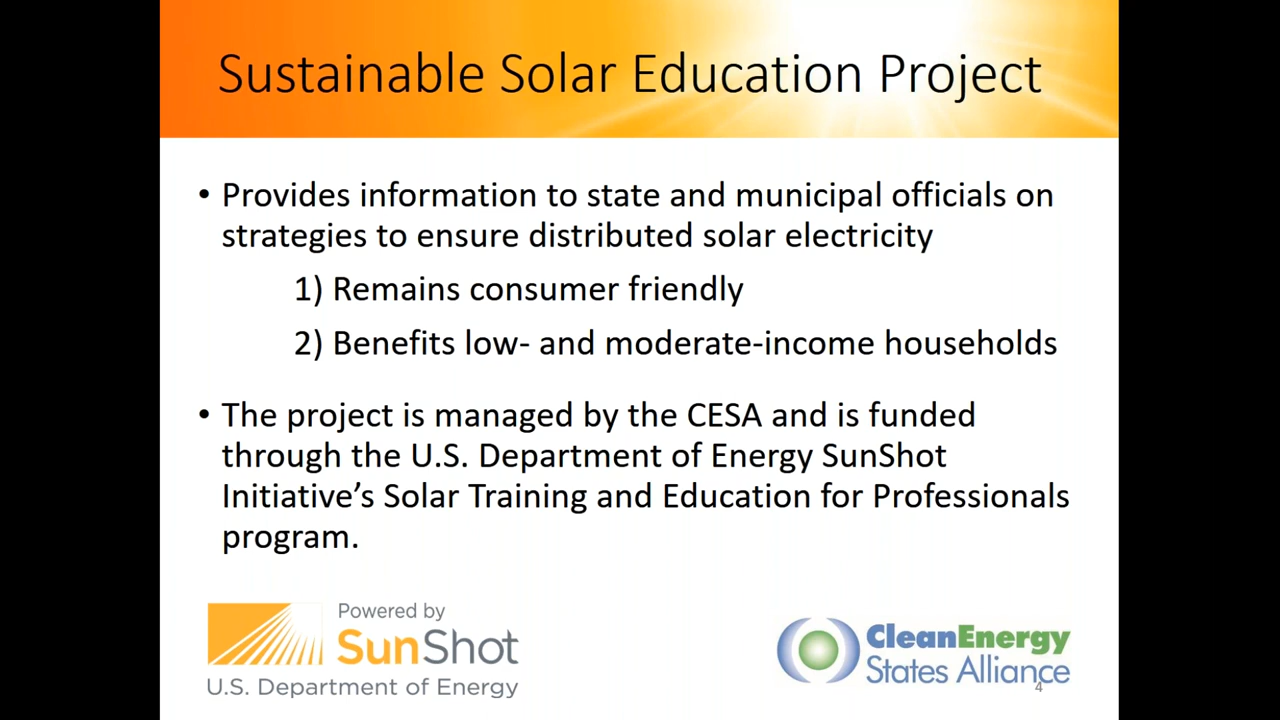 Sustainable Solar Education Project
• Provides information to state and municipal officials on
strategies to ensure distributed solar electricity
1) Remains consumer friendly
2) Benefits low- and moderate-income households
• The project is managed by the CESA and is funded
through the U.S. Department of Energy SunShot
Initiative’s Solar Training and Education for Professionals
program.
Powered by
SunShot
U.S. Department of Energy
CleanEnergy
States Alliance
4